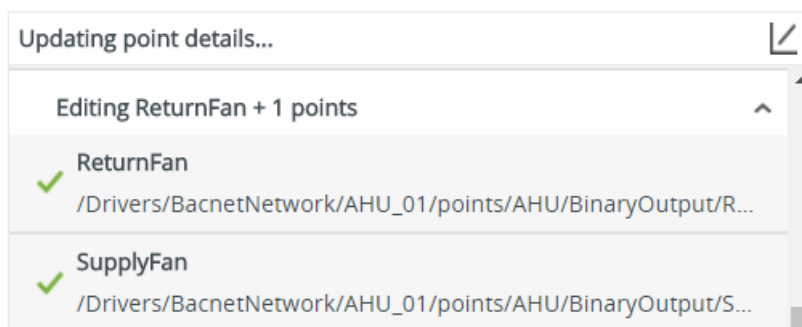 Updating point details...
Editing ReturnFan + 1 points
ReturnFan
/Drivers/BacnetNetwork/AHU_01/points/AHU/BinaryOutput/R...
SupplyFan
/Drivers/BacnetNetwork/AHU_01/points/AHU/BinaryOutput/S...